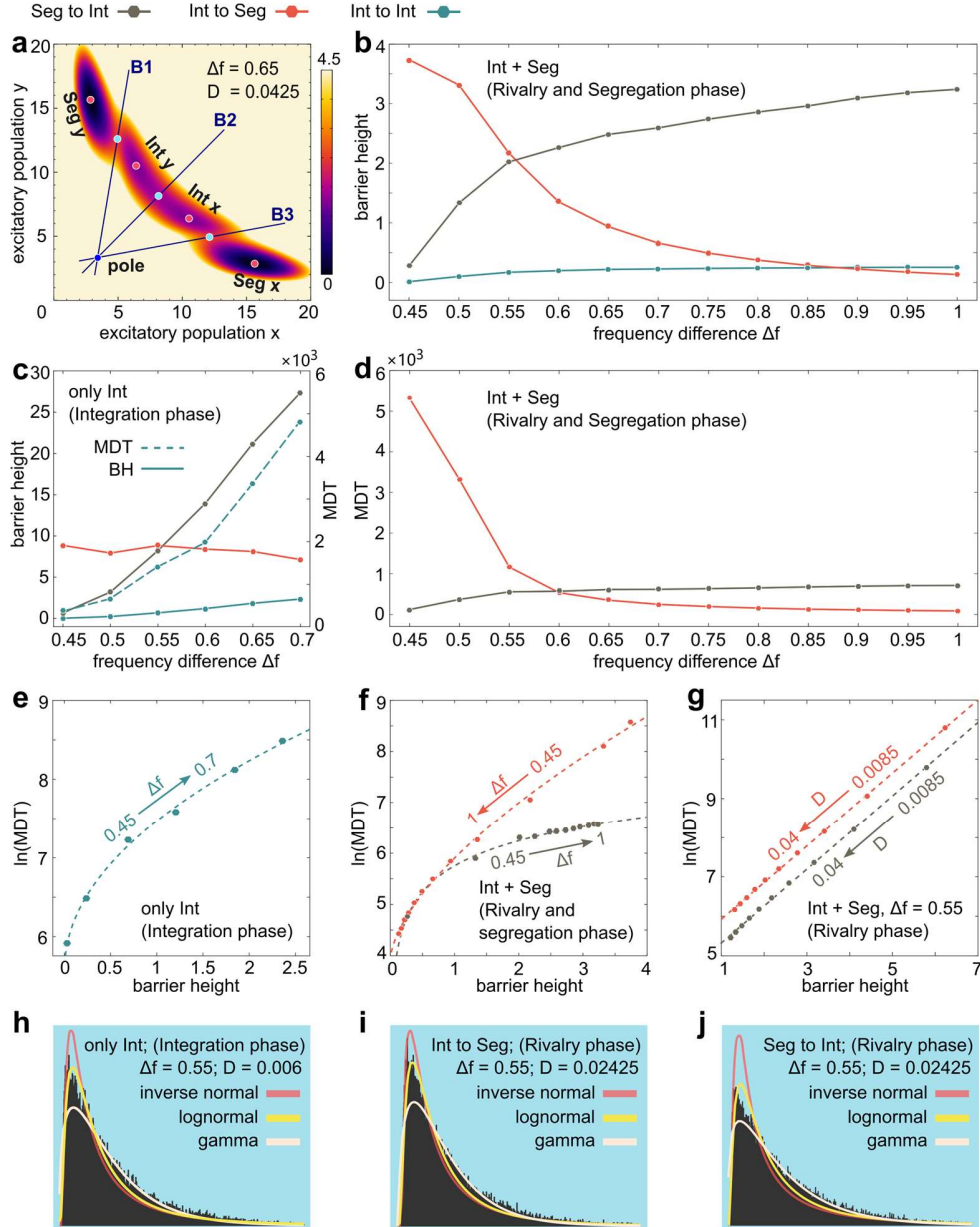 Seg to Int Int to Seg Int to Int
a
20
15
10
5
0
excitatory population y
0 5 10 15 20
excitatory population x
Δf = 0.65
D = 0.0425
B1
B2
B3
Seg y
Int y
Int x
Seg x
pole
4.5
0
b
4
3
2
1
0
barrier height
Int + Seg
(Rivalry and Segregation phase)
0.45 0.5 0.55 0.6 0.65 0.7 0.75 0.8 0.85 0.9 0.95 1
frequency difference Δf
c
×10³
30
25
20
15
10
5
0
barrier height
only Int
(Integration phase)
MDT
BH
6
4
2
0
MDT
0.45 0.5 0.55 0.6 0.65 0.7
frequency difference Δf
d
×10³
6
5
4
3
2
1
0
MDT
Int + Seg
(Rivalry and Segregation phase)
0.45 0.5 0.55 0.6 0.65 0.7 0.75 0.8 0.85 0.9 0.95 1
frequency difference Δf
e
9
8
7
6
ln(MDT)
0.45 Δf 0.7
only Int
(Integration phase)
0 0.5 1 1.5 2 2.5
barrier height
f
9
8
7
6
5
4
ln(MDT)
1 Δf 0.45
0.45 Δf 1
Int + Seg
(Rivalry and
segregation phase)
0 1 2 3 4
barrier height
g
11
9
7
5
ln(MDT)
0.04 D 0.0085
0.04 D 0.0085
Int + Seg, Δf = 0.55
(Rivalry phase)
1 3 5 7
barrier height
h
only Int; (Integration phase)
Δf = 0.55; D = 0.006
inverse normal
lognormal
gamma
i
Int to Seg; (Rivalry phase)
Δf = 0.55; D = 0.02425
inverse normal
lognormal
gamma
j
Seg to Int; (Rivalry phase)
Δf = 0.55; D = 0.02425
inverse normal
lognormal
gamma